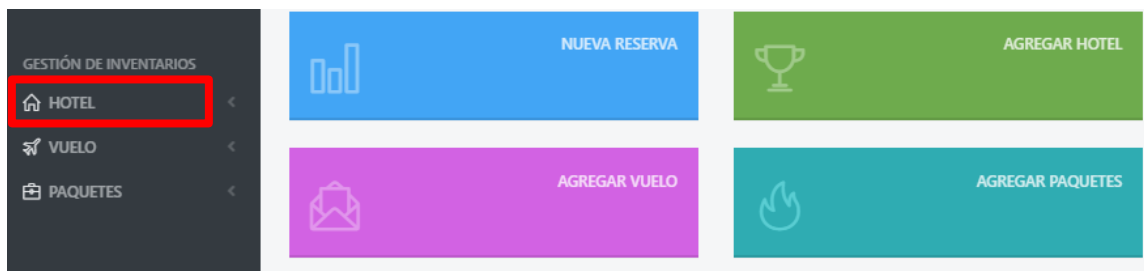 GESTIÓN DE INVENTARIOS
HOTEL
VUELO
PAQUETES
NUEVA RESERVA
AGREGAR HOTEL
AGREGAR VUELO
AGREGAR PAQUETES